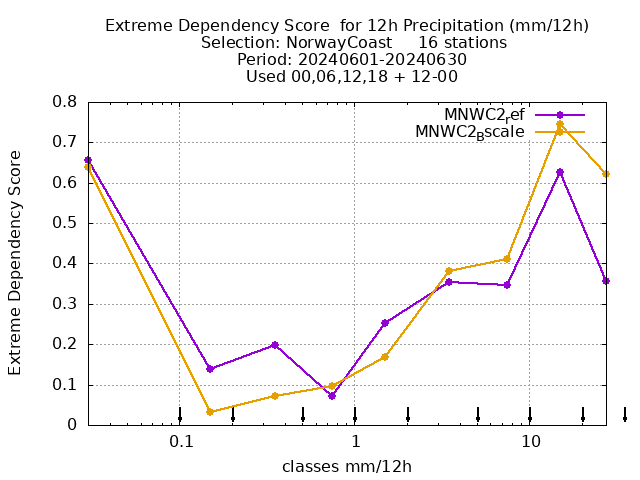 Extreme Dependency Score  for 12h Precipitation (mm/12h)
Selection: NorwayCoast     16 stations
Period: 20240601-20240630
Used 00,06,12,18 + 12-00
MNWC2ref
MNWC2Bscale
0.8
0.7
0.6
0.5
0.4
0.3
0.2
0.1
0
Extreme Dependency Score
0.1
1
10
classes mm/12h